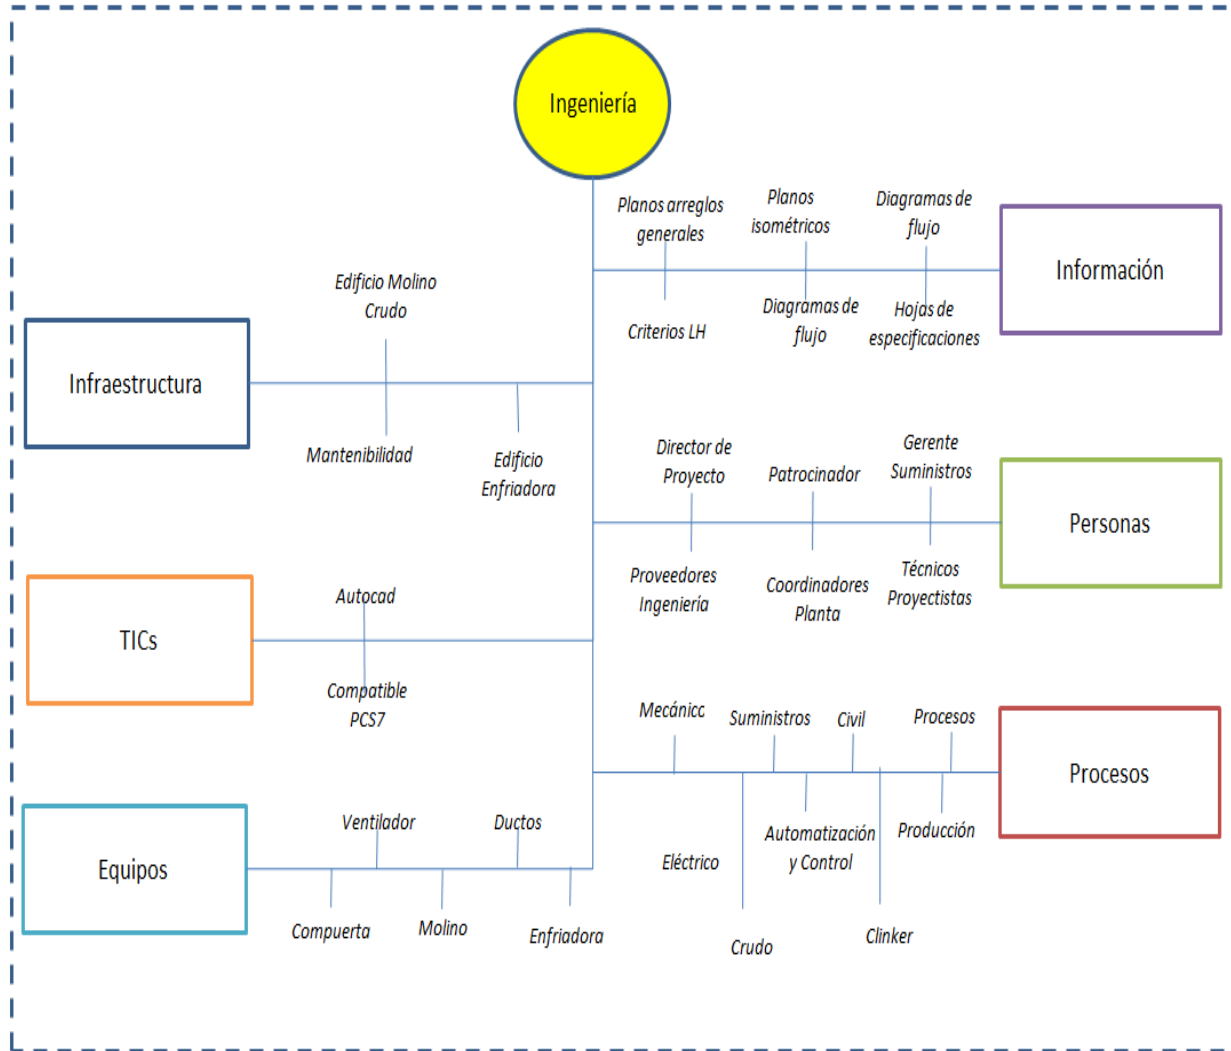 Ingeniería
Planos arreglos
generales
Planos
isométricos
Diagramas de
flujo
Información
Criterios LH
Diagramas de
flujo
Hojas de
especificaciones
Edificio Molino
Crudo
Infraestructura
Mantenibilidad
Edificio
Enfriadora
Director de
Proyecto
Patrocinador
Gerente
Suministros
Personas
Proveedores
Ingeniería
Coordinadores
Planta
Técnicos
Proyectistas
Autocad
TICs
Compatible
PCS7
Mecánico
Suministros
Civil
Procesos
Procesos
Eléctrico
Automatización
y Control
Producción
Crudo
Clinker
Ventilador
Ductos
Equipos
Compuerta
Molino
Enfriadora